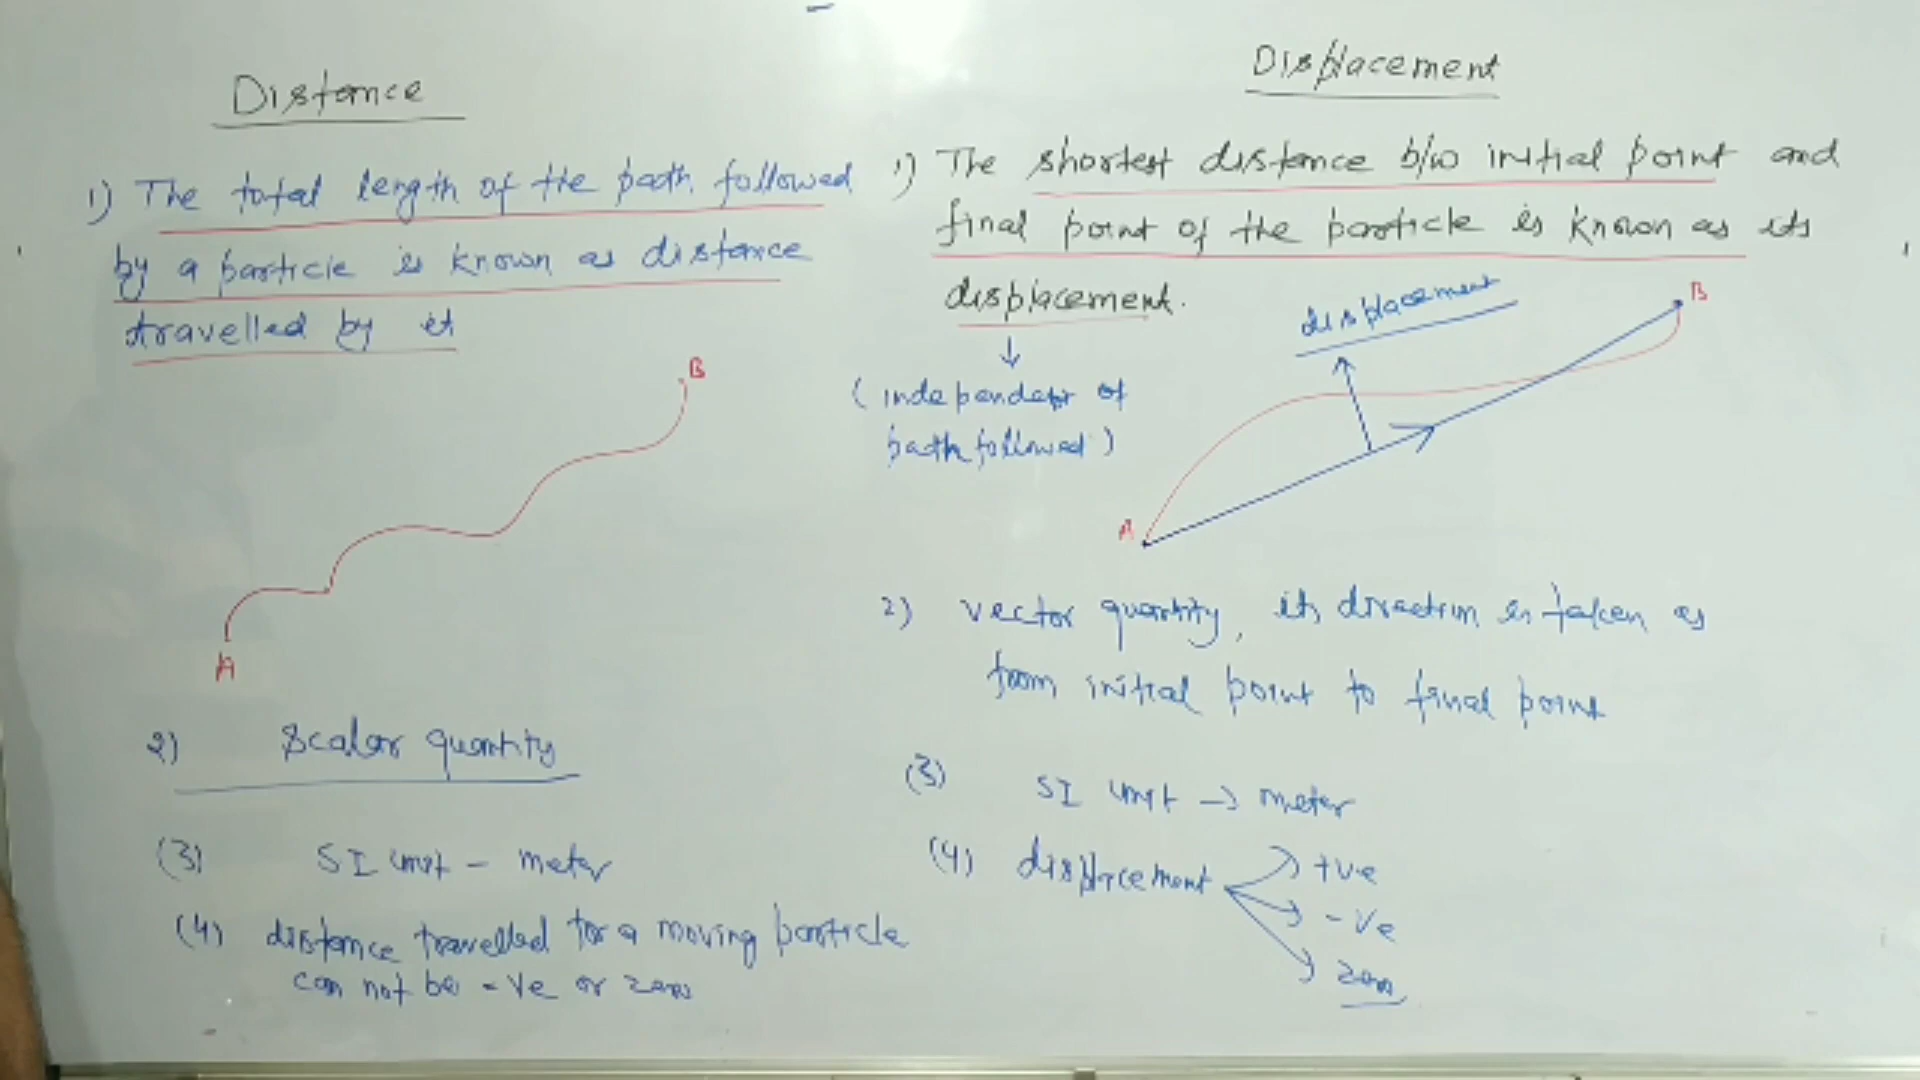 Distance
1) The total length of the path followed
by a particle is known as distance
travelled by it
B
A
2) Scalar quantity
(3) SI unit - meter
(4) distance travelled for a moving particle
can not be -ve or zero
Displacement
1) The shortest distance b/w initial point and
final point of the particle is known as its
displacement.
(independent of
path followed)
displacement
B
A
2) vector quantity, its direction is taken as
from initial point to final point
(3) SI unit → meter
(4) displacement → +ve
→ -ve
→ zero